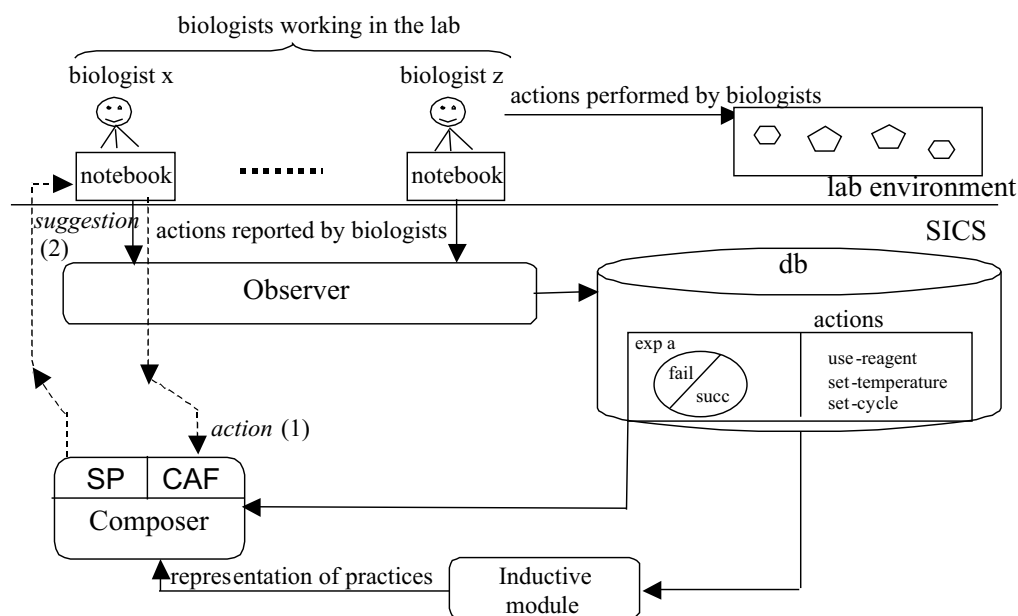 biologists working in the lab
biologist x
biologist z
actions performed by biologists
notebook
notebook
lab environment
suggestion
(2)
actions reported by biologists
SICS
db
Observer
actions
exp a
fail
succ
use-reagent
set-temperature
set-cycle
action (1)
SP
CAF
Composer
representation of practices
Inductive
module